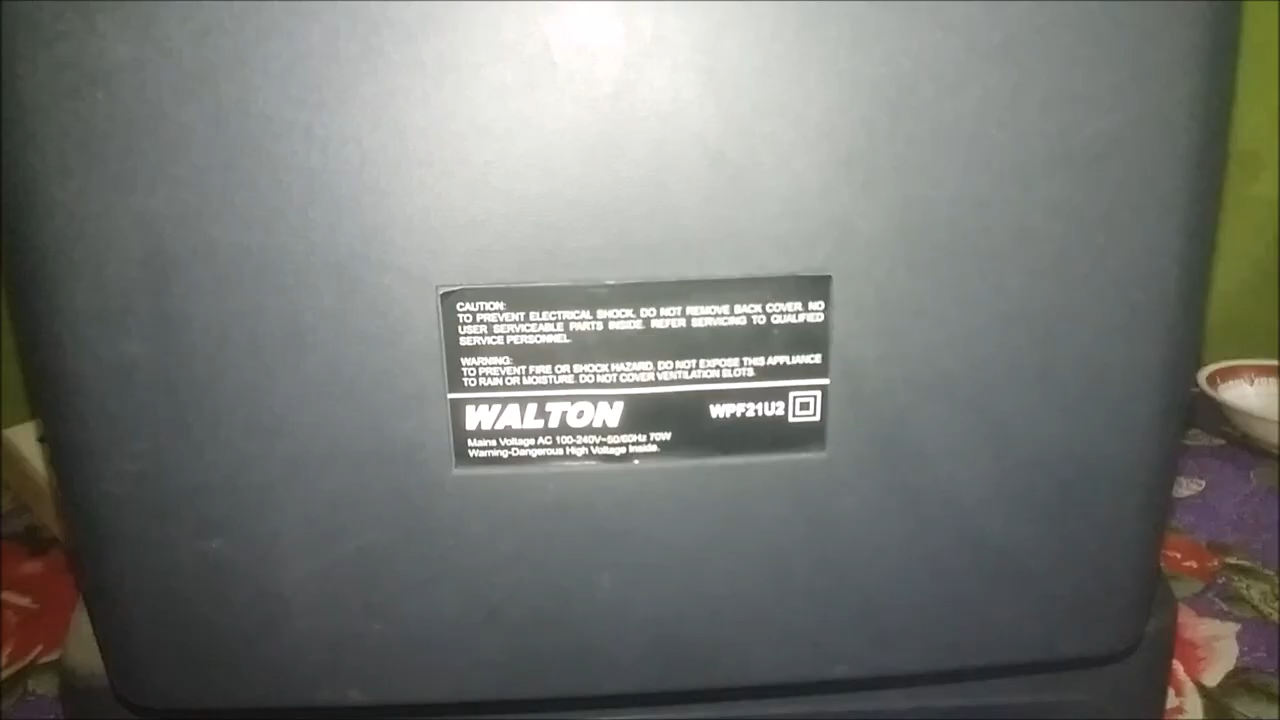 CAUTION:
TO PREVENT ELECTRICAL SHOCK, DO NOT REMOVE BACK COVER. NO
USER SERVICEABLE PARTS INSIDE. REFER SERVICING TO QUALIFIED
SERVICE PERSONNEL.
WARNING:
TO PREVENT FIRE OR SHOCK HAZARD. DO NOT EXPOSE THIS APPLIANCE
TO RAIN OR MOISTURE. DO NOT COVER VENTILATION SLOTS.
WALTON WPF21U2
Mains Voltage AC 100-240V~50/60Hz 70W
Warning-Dangerous High Voltage Inside.